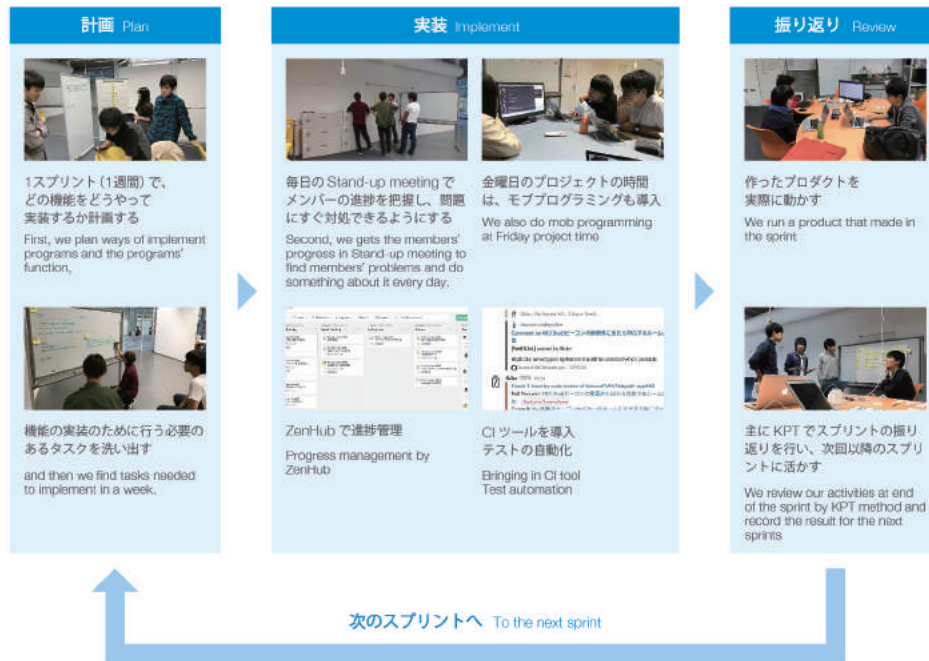 計画 Plan
1スプリント(1週間)で、
どの機能をどうやって
実装するか計画する
First, we plan ways of implement
programs and the programs'
function,
機能の実装のために行う必要の
あるタスクを洗い出す
and then we find tasks needed
to implement in a week.
実装 Implement
毎日の Stand-up meeting で
メンバーの進捗を把握し、問題
にすぐ対処できるようにする
Second, we gets the members'
progress in Stand-up meeting to
find members' problems and do
something about it every day.
金曜日のプロジェクトの時間
は、モブプログラミングも導入
We also do mob programming
at Friday project time
ZenHub で進捗管理
Progress management by
ZenHub
CI ツールを導入
テストの自動化
Bringing in CI tool
Test automation
振り返り Review
作ったプロダクトを
実際に動かす
We run a product that made in
the sprint
主に KPT でスプリントの振り
返りを行い、次回以降のスプリ
ントに活かす
We review our activities at end
of the sprint by KPT method and
record the result for the next
sprints
次のスプリントへ To the next sprint